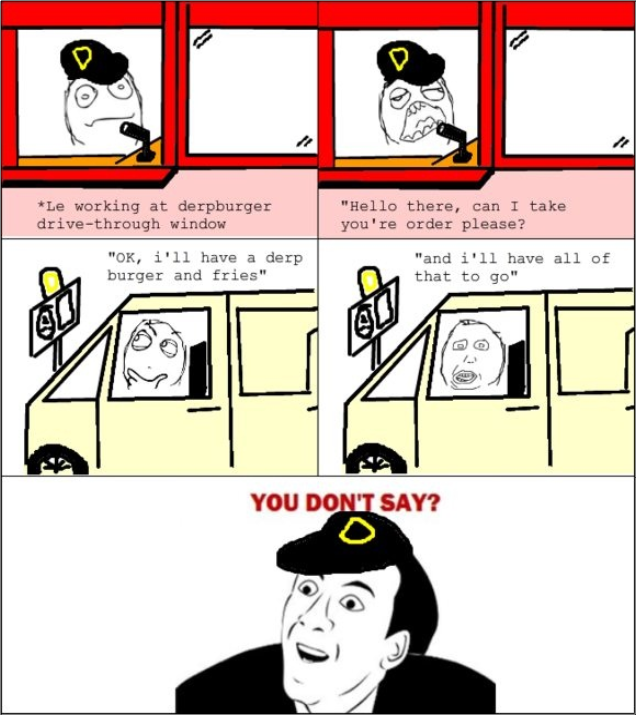 *Le working at derpburger
drive-through window
"Hello there, can I take
you're order please?
"OK, i'll have a derp
burger and fries"
"and i'll have all of
that to go"
YOU DON'T SAY?